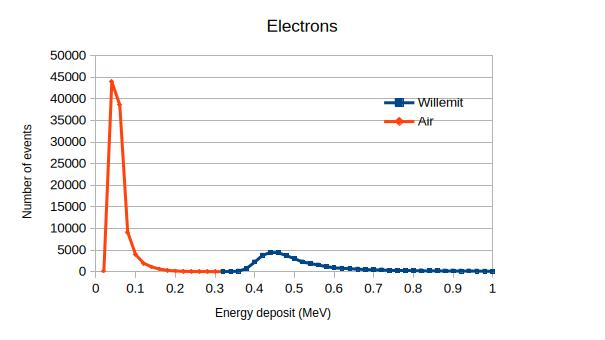 Electrons
50000
45000
40000
35000
30000
25000
20000
15000
10000
5000
0
Number of events
Willemit
Air
0 0.1 0.2 0.3 0.4 0.5 0.6 0.7 0.8 0.9 1
Energy deposit (MeV)